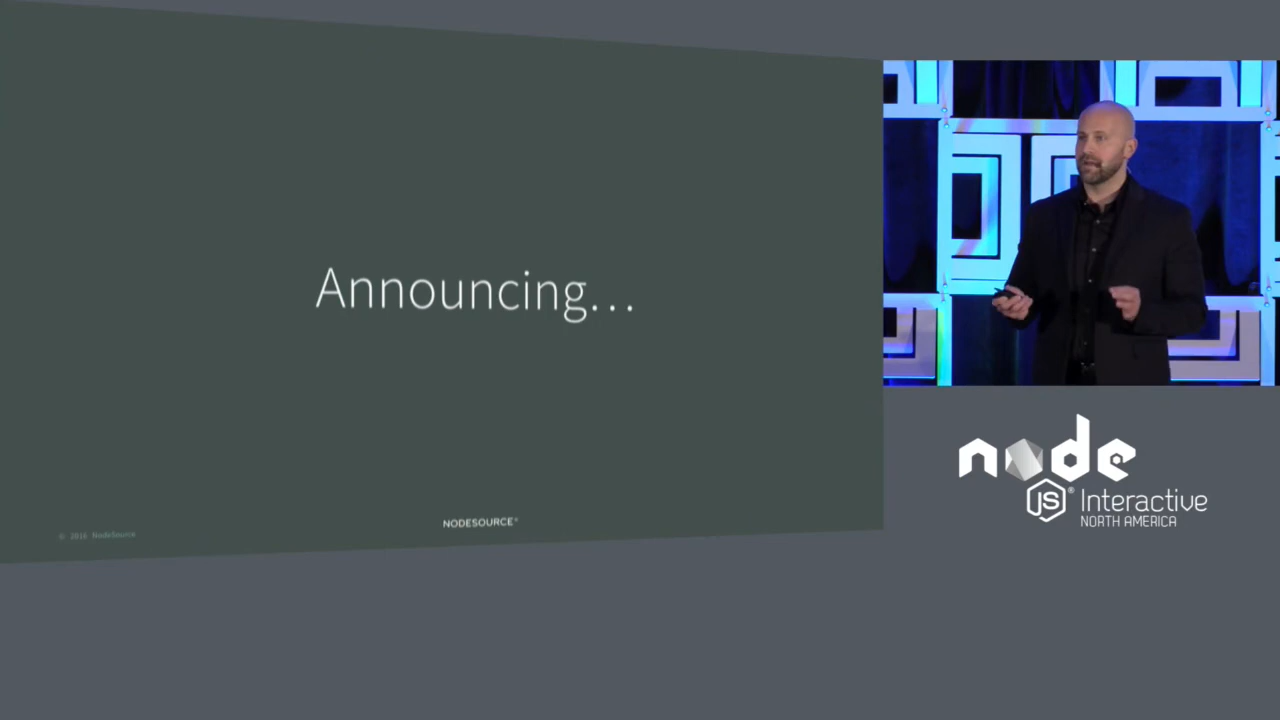 Announcing...
NODESOURCE®
© 2016 NodeSource
node
JS® Interactive
NORTH AMERICA